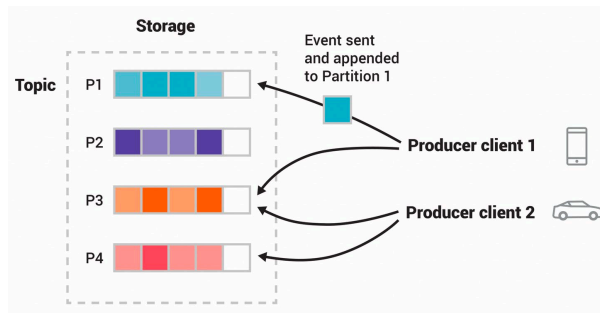 Storage
Event sent
and appended
to Partition 1
Topic
P1
P2
Producer client 1
P3
Producer client 2
P4